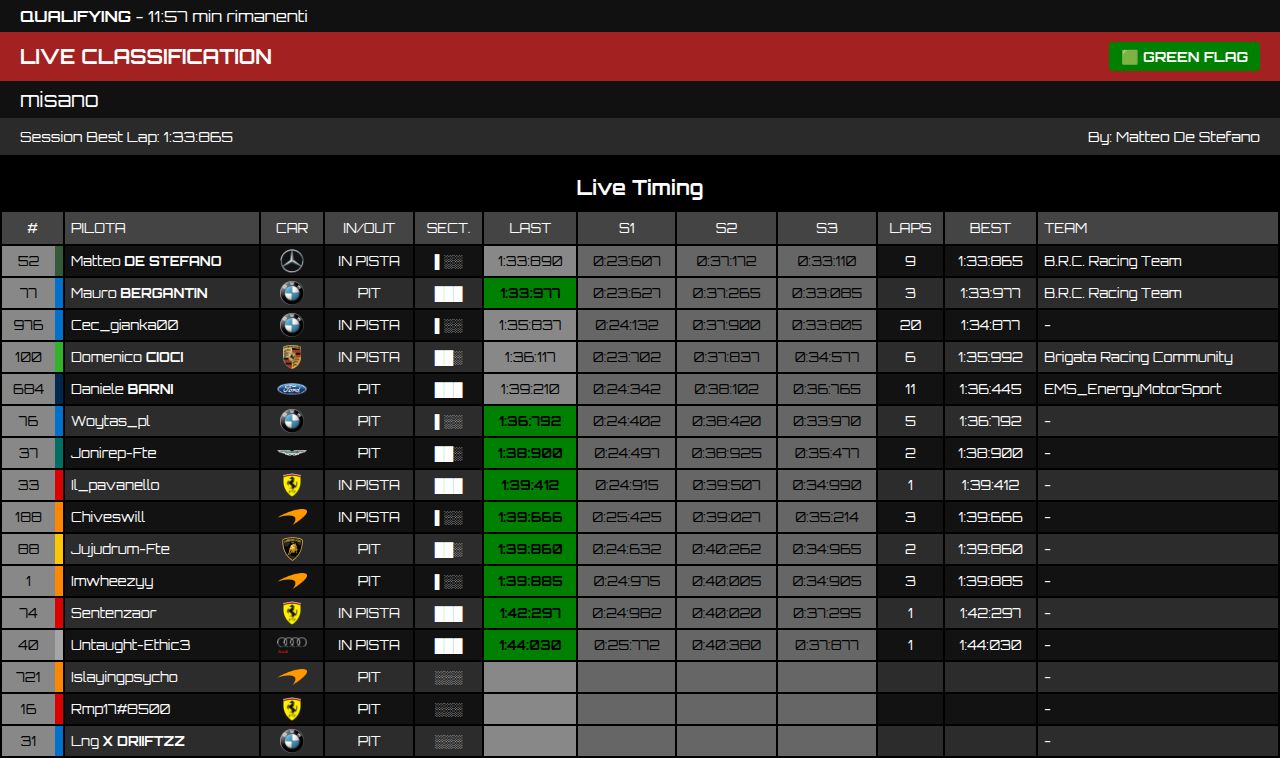 QUALIFYING - 11:57 min rimanenti
LIVE CLASSIFICATION GREEN FLAG
misano
Session Best Lap: 1:33:865 By: Matteo De Stefano
Live Timing
# PILOTA CAR IN/OUT SECT. LAST S1 S2 S3 LAPS BEST TEAM
52 Matteo DE STEFANO IN PISTA 1:33:890 0:23:607 0:37:172 0:33:110 9 1:33:865 B.R.C. Racing Team
77 Mauro BERGANTIN PIT 1:33:977 0:23:627 0:37:265 0:33:085 3 1:33:977 B.R.C. Racing Team
976 Cec_gianka00 IN PISTA 1:35:837 0:24:132 0:37:900 0:33:805 20 1:34:877 -
100 Domenico CIOCI IN PISTA 1:36:117 0:23:702 0:37:837 0:34:577 6 1:35:992 Brigata Racing Community
684 Daniele BARNI Ford PIT 1:39:210 0:24:342 0:38:102 0:36:765 11 1:36:445 EMS_EnergyMotorSport
76 Woytas_pl PIT 1:36:792 0:24:402 0:38:420 0:33:970 5 1:36:792 -
37 Jonirep-Fte PIT 1:38:900 0:24:497 0:38:925 0:35:477 2 1:38:900 -
33 Il_pavanello IN PISTA 1:39:412 0:24:915 0:39:507 0:34:990 1 1:39:412 -
188 Chiveswill IN PISTA 1:39:666 0:25:425 0:39:027 0:35:214 3 1:39:666 -
88 Jujudrum-Fte PIT 1:39:860 0:24:632 0:40:262 0:34:965 2 1:39:860 -
1 Imwheezyy PIT 1:39:885 0:24:975 0:40:005 0:34:905 3 1:39:885 -
74 Sentenzaor IN PISTA 1:42:297 0:24:982 0:40:020 0:37:295 1 1:42:297 -
40 Untaught-Ethic3 IN PISTA 1:44:030 0:25:772 0:40:380 0:37:877 1 1:44:030 -
721 Islayingpsycho PIT -
16 Rmp17#8500 PIT -
31 Lng X DRIIFTZZ PIT -